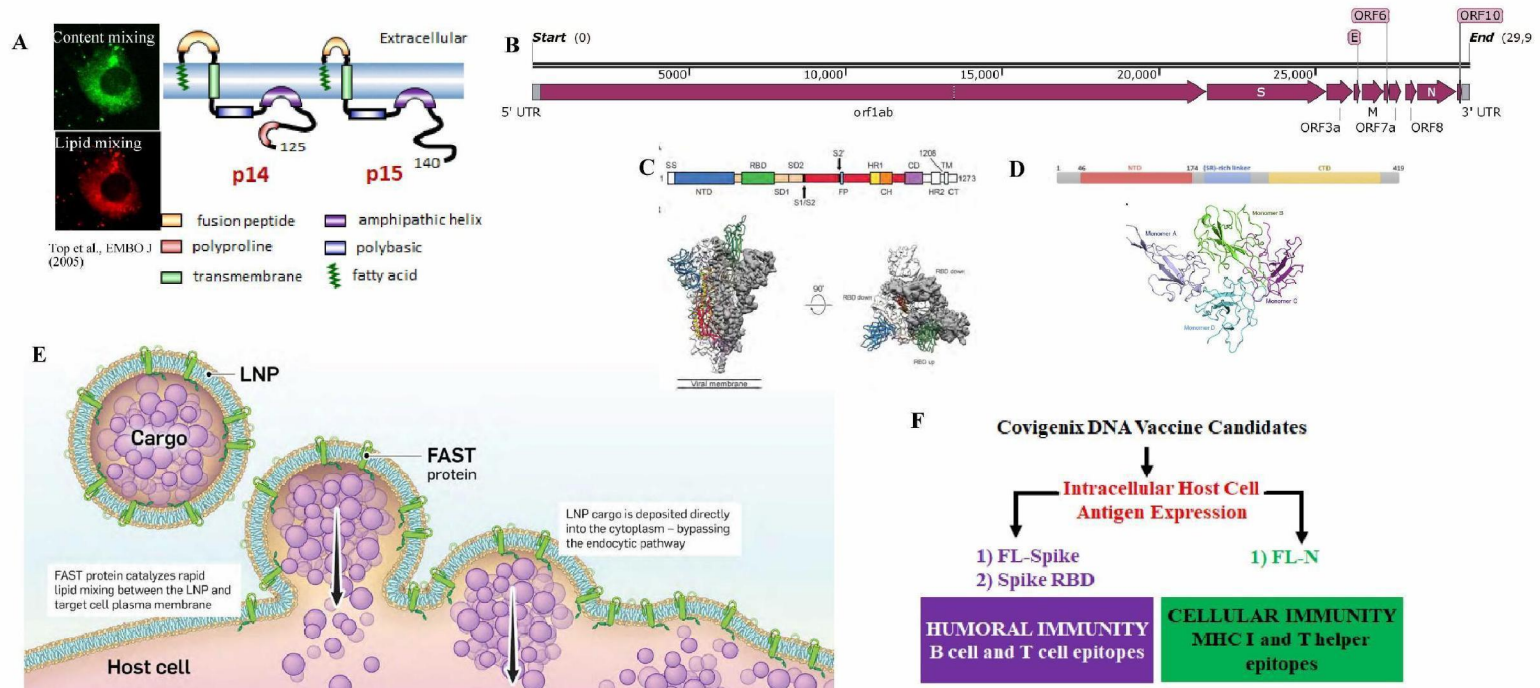 A
Content mixing
Lipid mixing
Top et al., EMBO J
(2005)
Extracellular
125
140
p14
p15
fusion peptide
polyproline
transmembrane
amphipathic helix
polybasic
fatty acid
B
Start (0)
E
ORF6
ORF10
End (29,9
5000
10,000
15,000
20,000
25,000
S
N
5' UTR
orf1ab
M
3' UTR
ORF3a
ORF7a
ORF8
C
S2'
1208
SS
RBD
SD2
HR1
CD
TM
1
1273
NTD
SD1
FP
CH
HR2
CT
S1/S2
90°
RBD down
RBD down
RBD up
Viral membrane
D
1
46
NTD
174
(SR)-rich linker
CTD
419
Monomer A
Monomer B
Monomer C
Monomer D
E
LNP
Cargo
FAST
protein
LNP cargo is deposited directly
into the cytoplasm – bypassing
the endocytic pathway
FAST protein catalyzes rapid
lipid mixing between the LNP and
target cell plasma membrane
Host cell
F
Covigenix DNA Vaccine Candidates
Intracellular Host Cell
Antigen Expression
1) FL-Spike
2) Spike RBD
1) FL-N
HUMORAL IMMUNITY
B cell and T cell epitopes
CELLULAR IMMUNITY
MHC I and T helper
epitopes